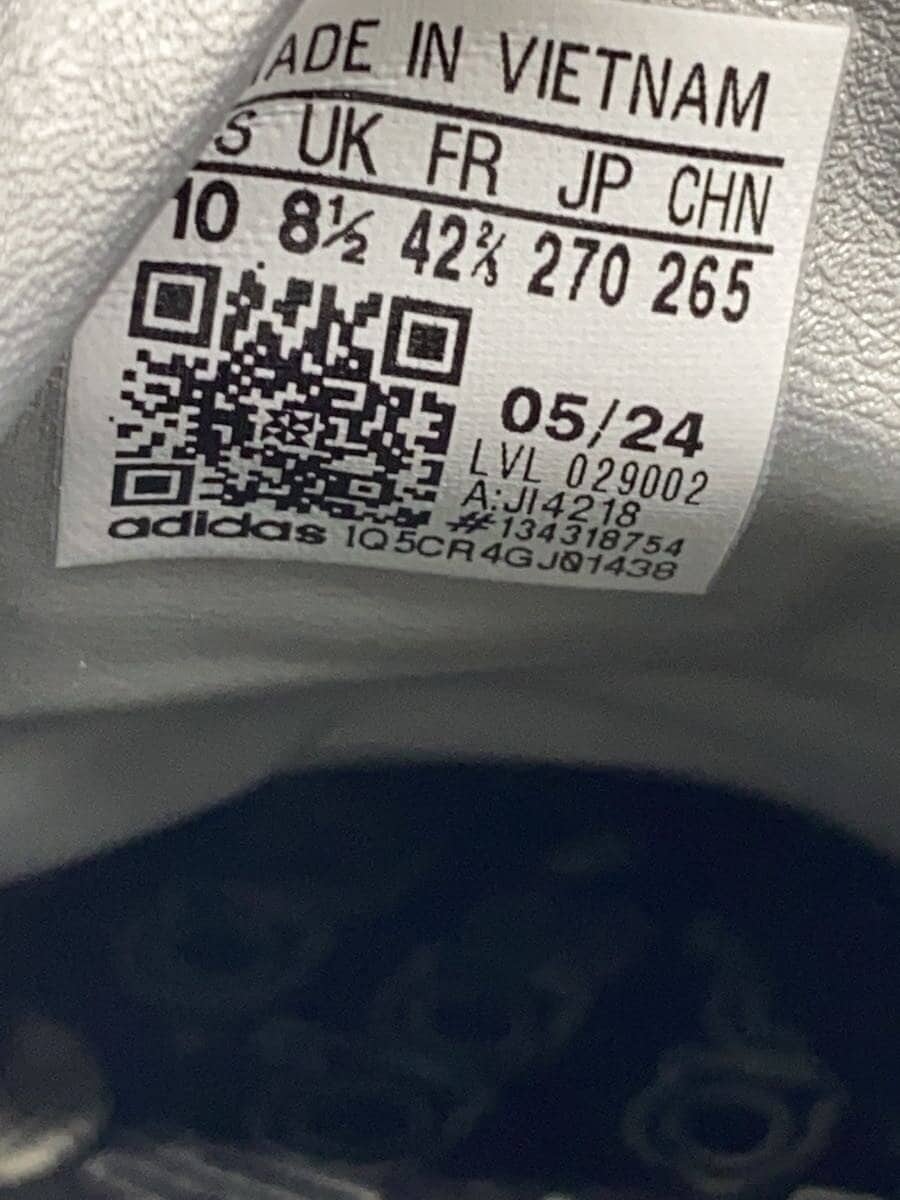 ADE IN VIETNAM
S UK FR JP CHN
10 8½ 42⅔ 270 265
05/24
LVL 029002
A:JI4218
#134318754
adidas 1Q5CR4GJ01438